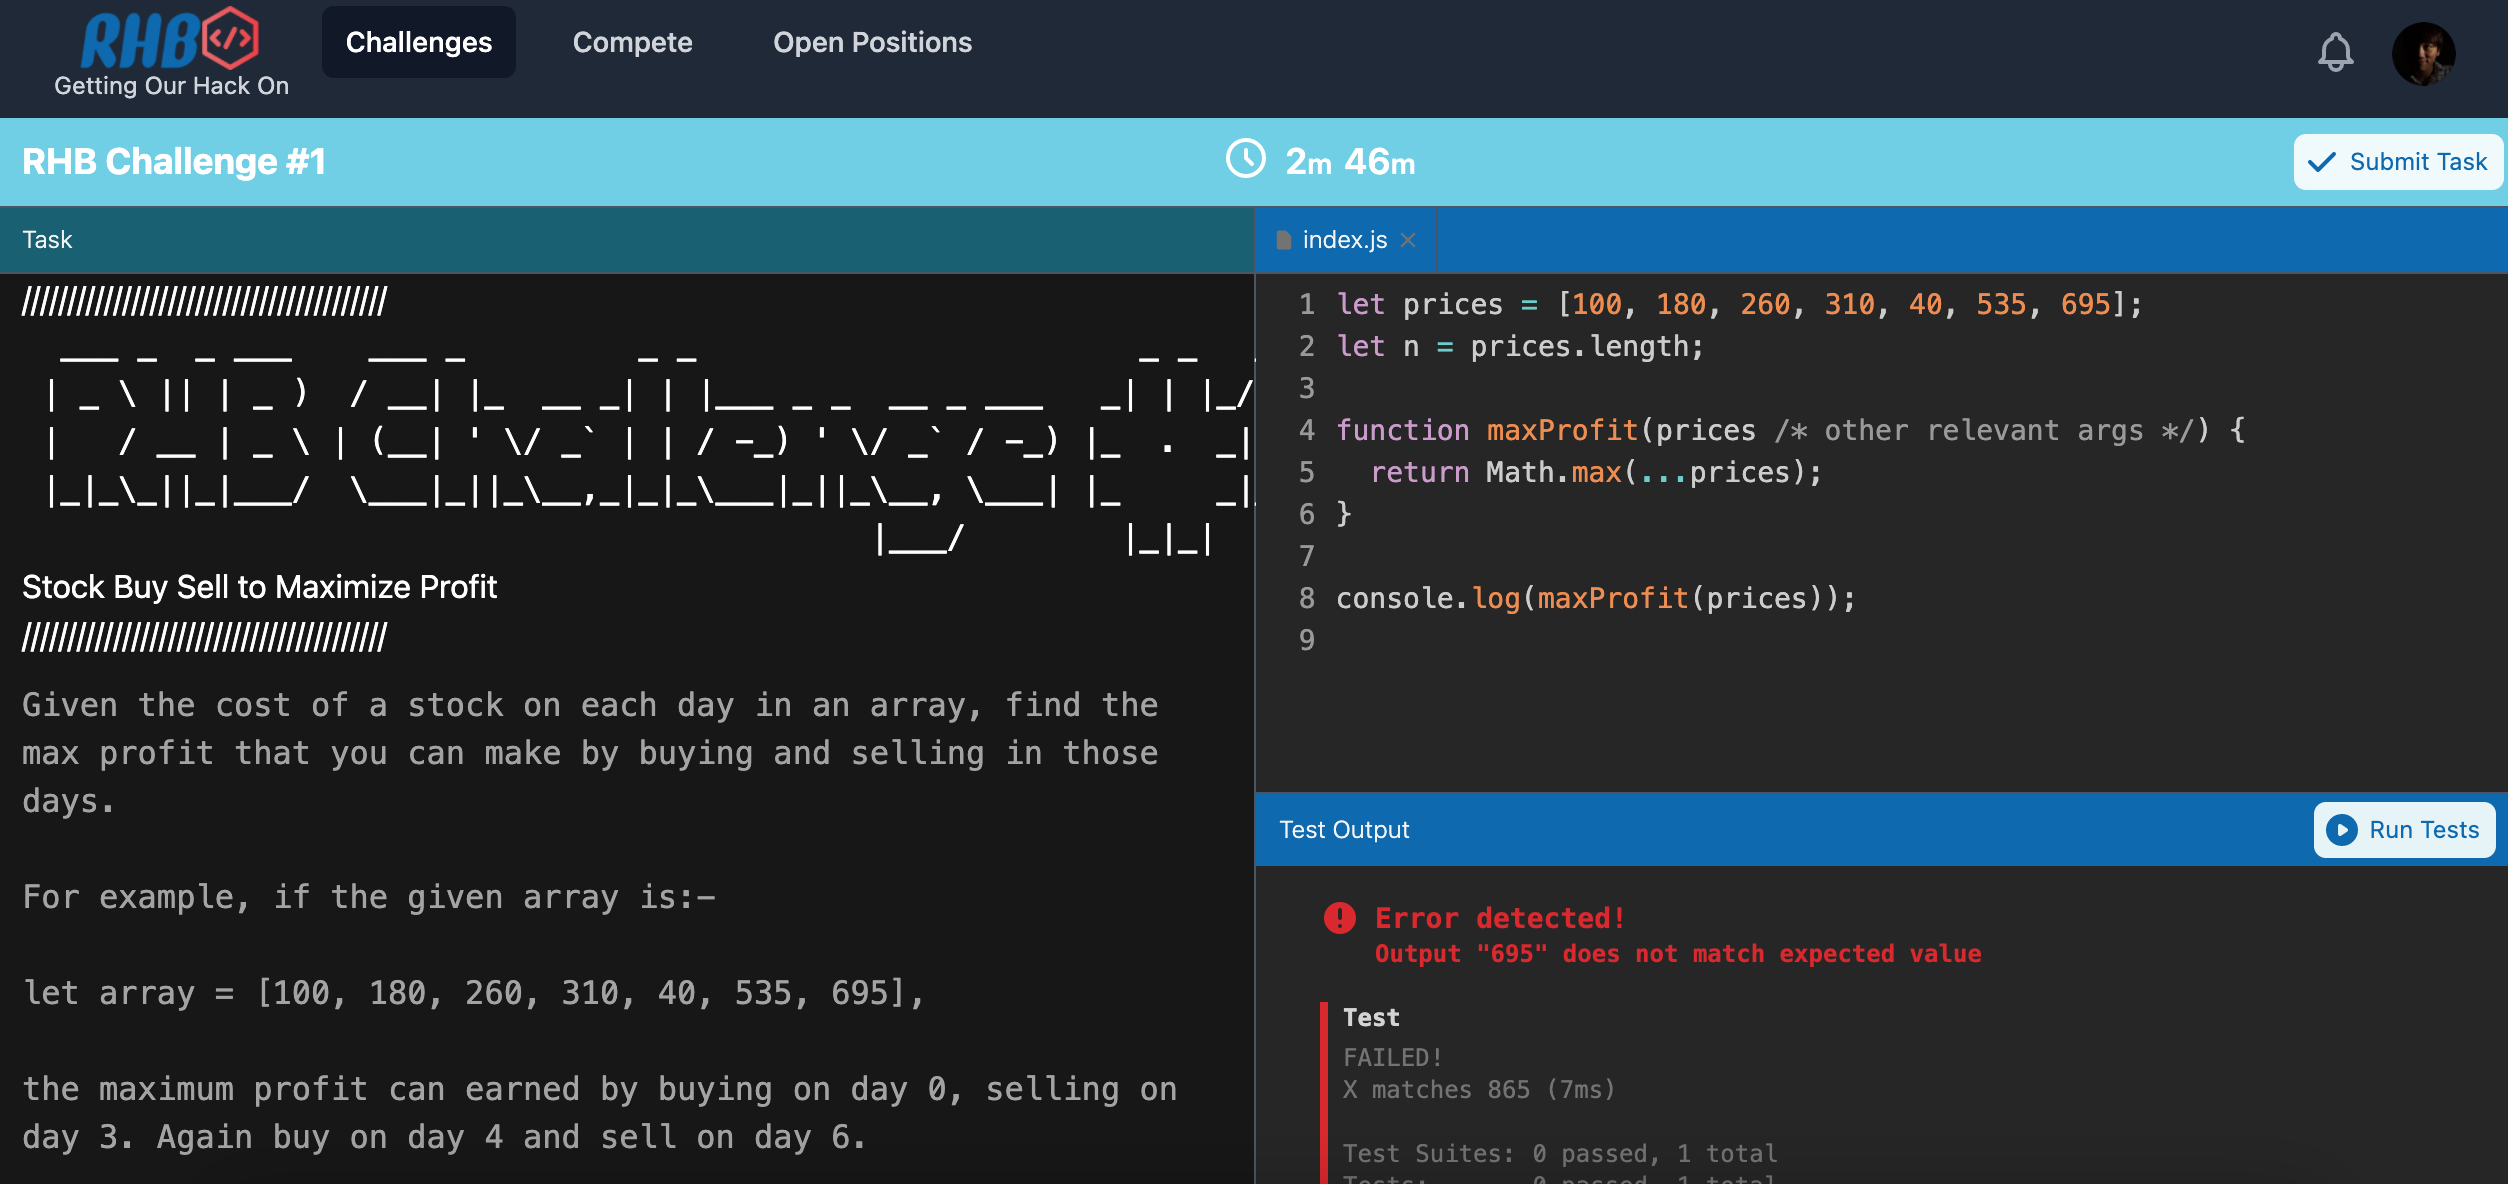 RHB </>
Getting Our Hack On
Challenges
Compete
Open Positions
RHB Challenge #1
2m 46m
Submit Task
Task
////////////////////////////////////////
Stock Buy Sell to Maximize Profit
////////////////////////////////////////
Given the cost of a stock on each day in an array, find the
max profit that you can make by buying and selling in those
days.
For example, if the given array is:-
let array = [100, 180, 260, 310, 40, 535, 695],
the maximum profit can earned by buying on day 0, selling on
day 3. Again buy on day 4 and sell on day 6.
index.js
1 let prices = [100, 180, 260, 310, 40, 535, 695];
2 let n = prices.length;
3
4 function maxProfit(prices /* other relevant args */) {
5   return Math.max(...prices);
6 }
7
8 console.log(maxProfit(prices));
9
Test Output
Run Tests
Error detected!
Output "695" does not match expected value
Test
FAILED!
X matches 865 (7ms)
Test Suites: 0 passed, 1 total
Tests: 0 passed, 1 total